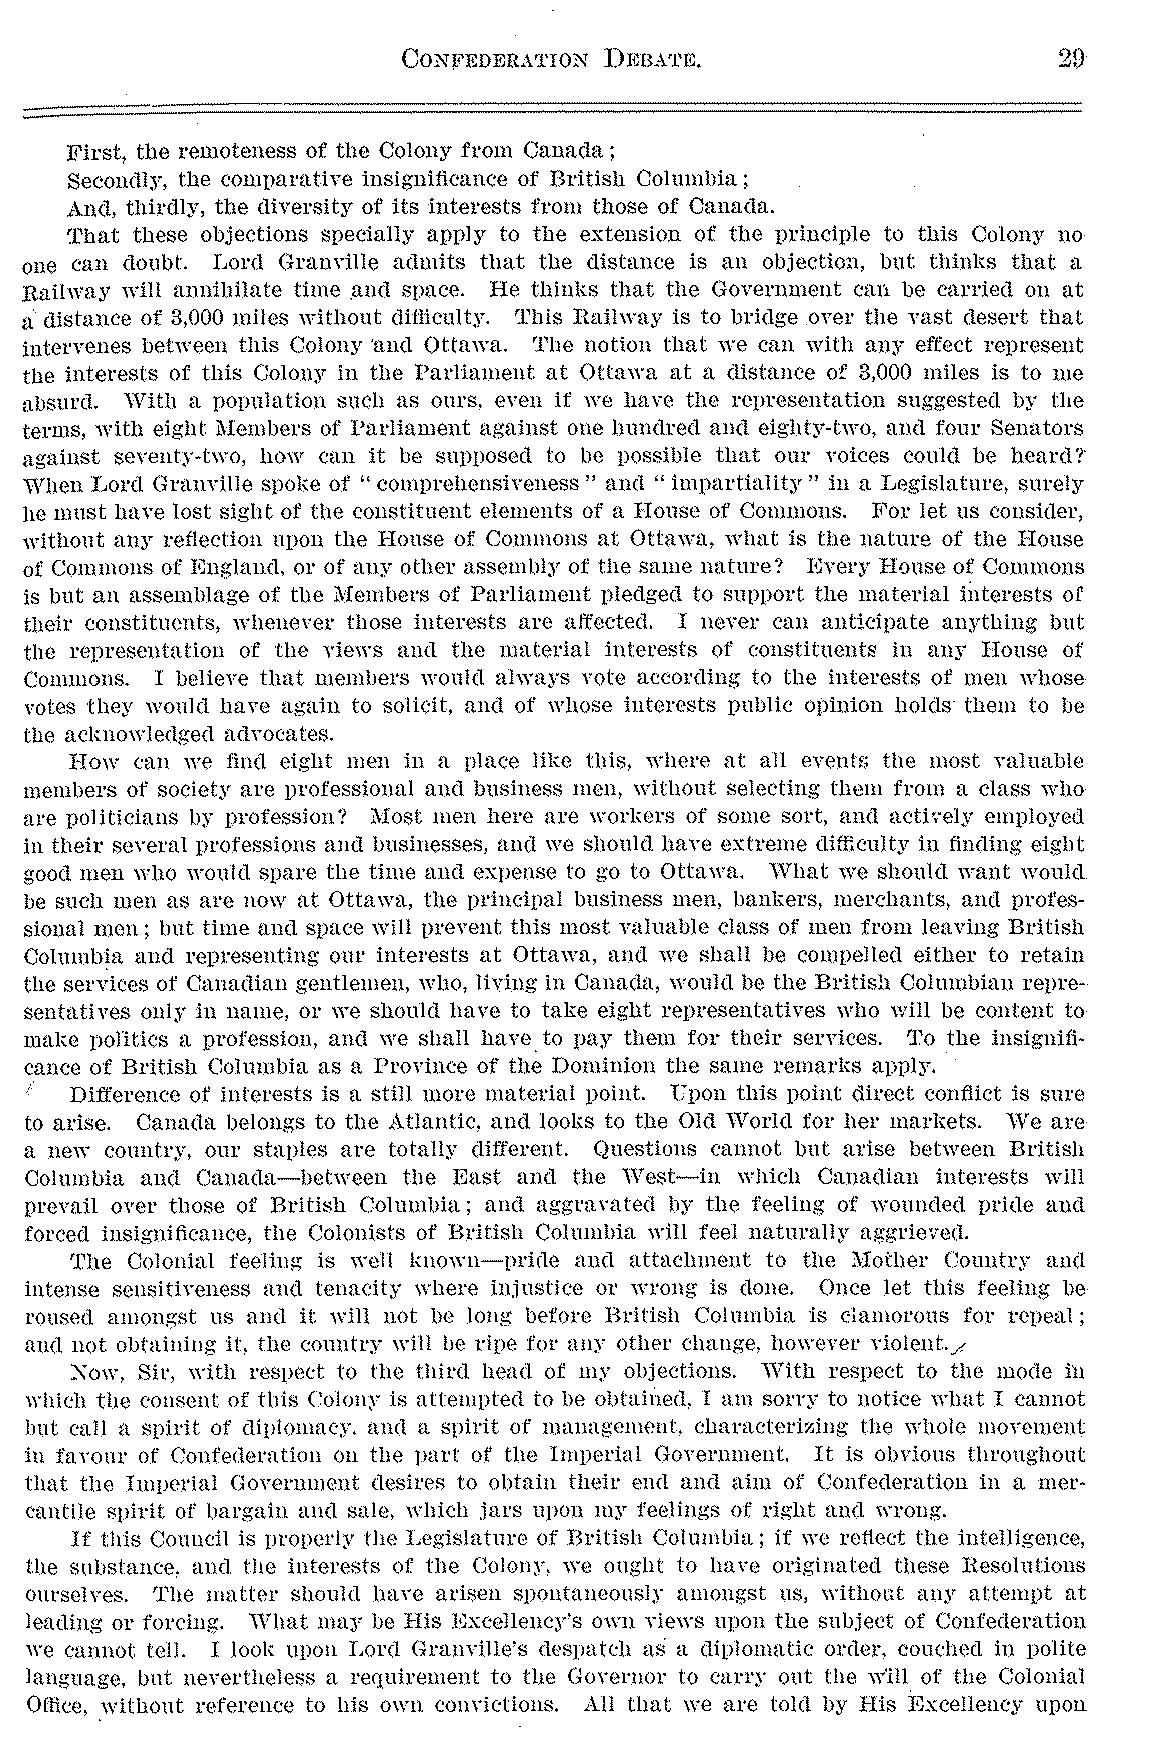 CONFEDERATION DEBATE. 29
First, the remoteness of the Colony from Canada;
Secondly, the comparative insignificance of British Columbia;
And, thirdly, the diversity of its interests from those of Canada.
That these objections specially apply to the extension of the principle to this Colony no
one can doubt. Lord Granville admits that the distance is an objection, but thinks that a
Railway will annihilate time and space. He thinks that the Government can be carried on at
a distance of 3,000 miles without difficulty. This Railway is to bridge over the vast desert that
intervenes between this Colony and Ottawa. The notion that we can with any effect represent
the interests of this Colony in the Parliament at Ottawa at a distance of 3,000 miles is to me
absurd. With a population such as ours, even if we have the representation suggested by the
terms, with eight Members of Parliament against one hundred and eighty-two, and four Senators
against seventy-two, how can it be supposed to be possible that our voices could be heard?
When Lord Granville spoke of "comprehensiveness" and "impartiality" in a Legislature, surely
he must have lost sight of the constituent elements of a House of Commons. For let us consider,
without any reflection upon the House of Commons at Ottawa, what is the nature of the House
of Commons of England, or of any other assembly of the same nature? Every House of Commons
is but an assemblage of the Members of Parliament pledged to support the material interests of
their constituents, whenever those interests are affected. I never can anticipate anything but
the representation of the views and the material interests of constituents in any House of
Commons. I believe that members would always vote according to the interests of men whose
votes they would have again to solicit, and of whose interests public opinion holds them to be
the acknowledged advocates.
How can we find eight men in a place like this, where at all events the most valuable
members of society are professional and business men, without selecting them from a class who
are politicians by profession? Most men here are workers of some sort, and actively employed
in their several professions and businesses, and we should have extreme difficulty in finding eight
good men who would spare the time and expense to go to Ottawa. What we should want would
be such men as are now at Ottawa, the principal business men, bankers, merchants, and profes-
sional men; but time and space will prevent this most valuable class of men from leaving British
Columbia and representing our interests at Ottawa, and we shall be compelled either to retain
the services of Canadian gentlemen, who, living in Canada, would be the British Columbian repre-
sentatives only in name, or we should have to take eight representatives who will be content to
make politics a profession, and we shall have to pay them for their services. To the insignifi-
cance of British Columbia as a Province of the Dominion the same remarks apply.
Difference of interests is a still more material point. Upon this point direct conflict is sure
to arise. Canada belongs to the Atlantic, and looks to the Old World for her markets. We are
a new country, our staples are totally different. Questions cannot but arise between British
Columbia and Canada—between the East and the West—in which Canadian interests will
prevail over those of British Columbia; and aggravated by the feeling of wounded pride and
forced insignificance, the Colonists of British Columbia will feel naturally aggrieved.
The Colonial feeling is well known—pride and attachment to the Mother Country and
intense sensitiveness and tenacity where injustice or wrong is done. Once let this feeling be
roused amongst us and it will not be long before British Columbia is clamorous for repeal;
and not obtaining it, the country will be ripe for any other change, however violent.
Now, Sir, with respect to the third head of my objections. With respect to the mode in
which the consent of this Colony is attempted to be obtained, I am sorry to notice what I cannot
but call a spirit of diplomacy, and a spirit of management, characterizing the whole movement
in favour of Confederation on the part of the Imperial Government. It is obvious throughout
that the Imperial Government desires to obtain their end and aim of Confederation in a mer-
cantile spirit of bargain and sale, which jars upon my feelings of right and wrong.
If this Council is properly the Legislature of British Columbia; if we reflect the intelligence,
the substance, and the interests of the Colony, we ought to have originated these Resolutions
ourselves. The matter should have arisen spontaneously amongst us, without any attempt at
leading or forcing. What may be His Excellency's own views upon the subject of Confederation
we cannot tell. I look upon Lord Granville's despatch as a diplomatic order, couched in polite
language, but nevertheless a requirement to the Governor to carry out the will of the Colonial
Office, without reference to his own convictions. All that we are told by His Excellency upon